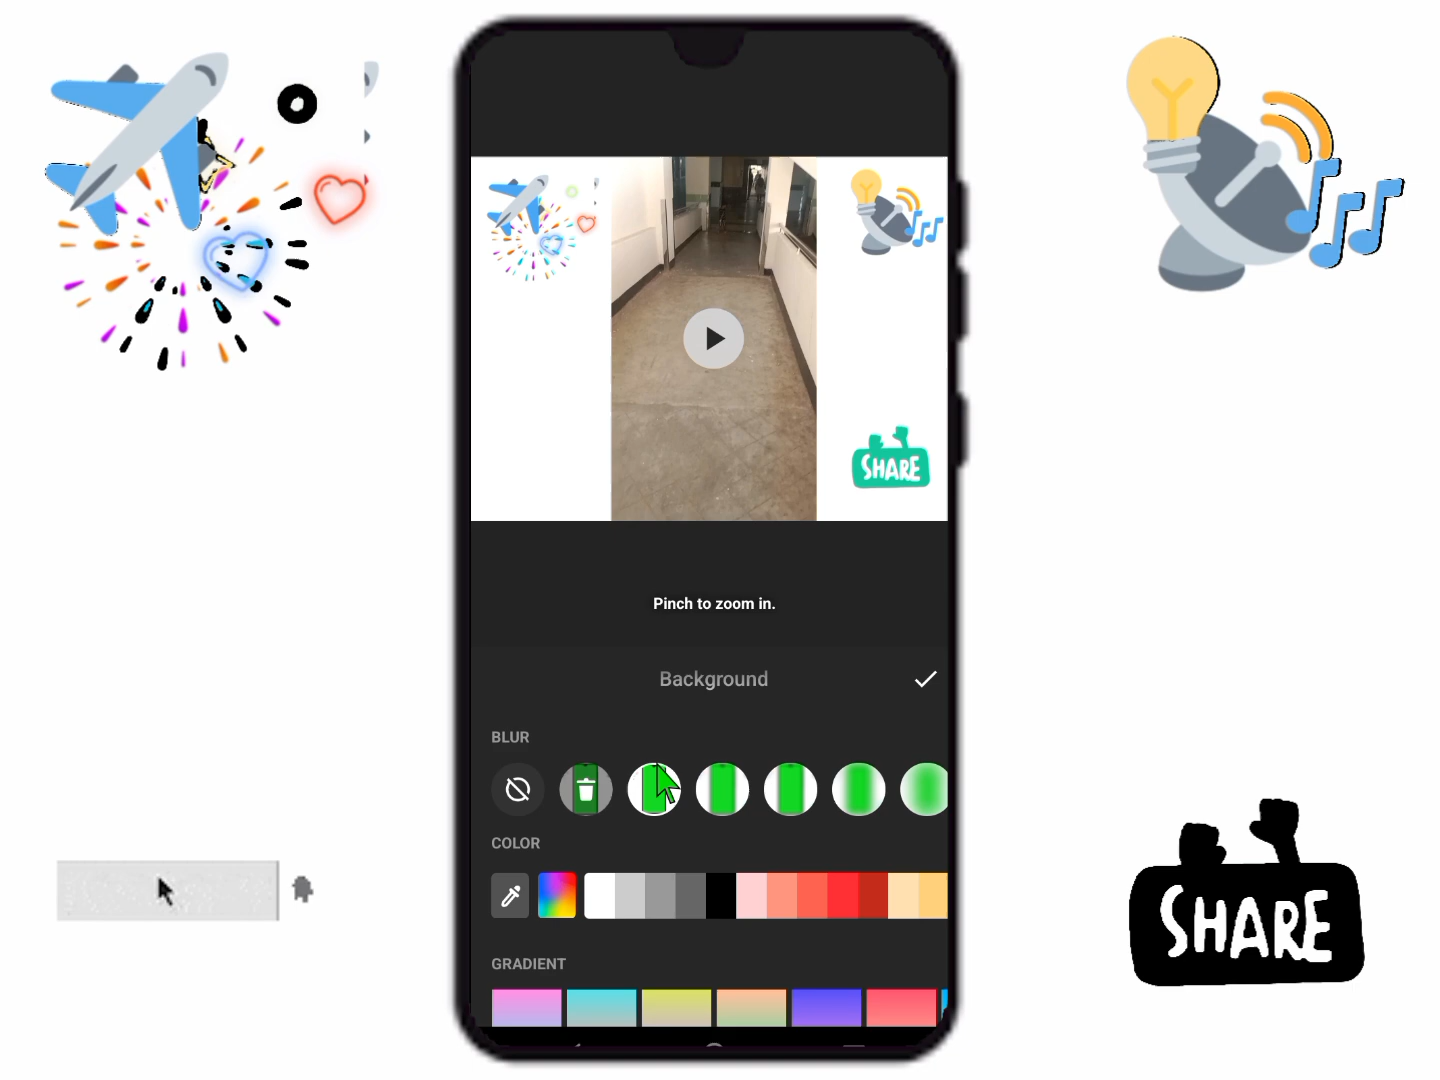 SHARE
Pinch to zoom in.
Background
BLUR
COLOR
GRADIENT
SHARE